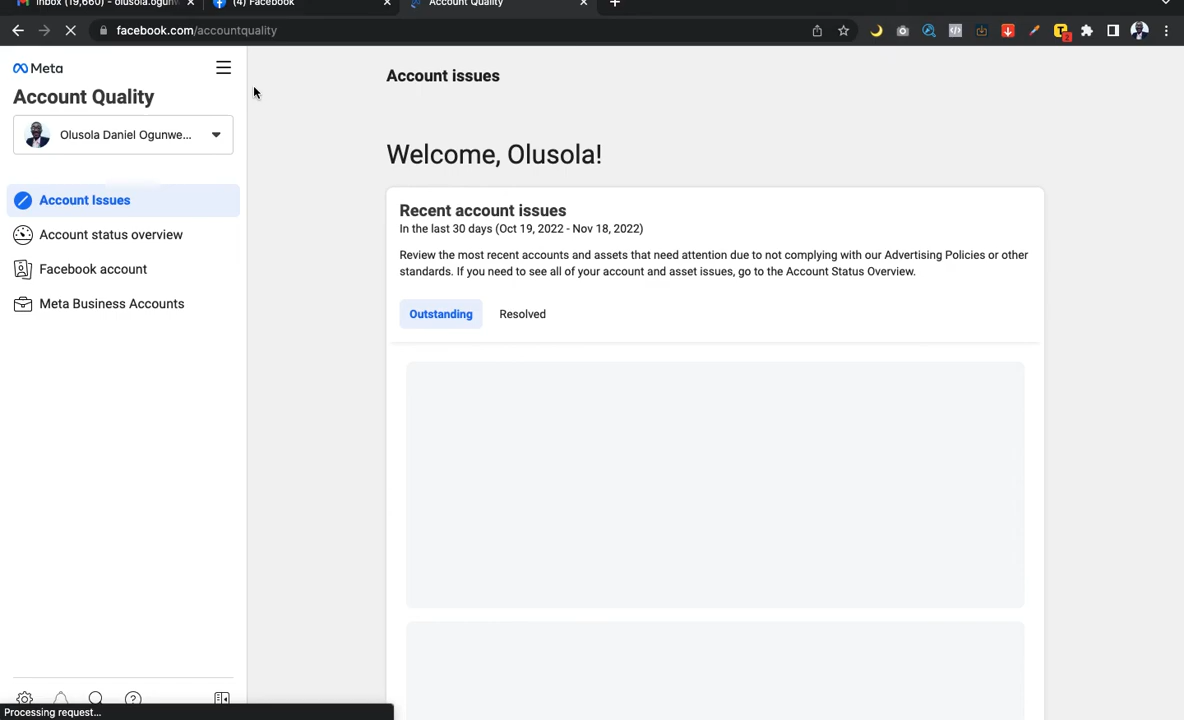 Inbox (19,660) - olusola.ogunw
(4) Facebook
Account Quality
facebook.com/accountquality
2
Meta
Account Quality
Olusola Daniel Ogunwe...
Account Issues
Account status overview
Facebook account
Meta Business Accounts
Account issues
Welcome, Olusola!
Recent account issues
In the last 30 days (Oct 19, 2022 - Nov 18, 2022)
Review the most recent accounts and assets that need attention due to not complying with our Advertising Policies or other
standards. If you need to see all of your account and asset issues, go to the Account Status Overview.
Outstanding
Resolved
Processing request...